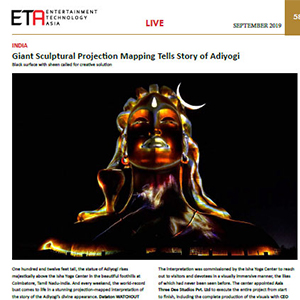 ETA ENTERTAINMENT
TECHNOLOGY
ASIA
LIVE
SEPTEMBER 2019
INDIA
Giant Sculptural Projection Mapping Tells Story of Adiyogi
Black surface with sheen called for creative solution
One hundred and twelve feet tall, the statue of Adiyogi rises
majestically above the Isha Yoga Center in the beautiful foothills at
Coimbatore, Tamil Nadu-India. And every weekend, the world-record
bust comes to life in a stunning projection-mapped interpretation of
the story of the Adiyogi's divine appearance. Dataton WATCHOUT
The interpretation was commissioned by the Isha Yoga Center to reach
out to visitors and devotees in a visually immersive manner, the likes
of which had never been seen before. The center appointed Axis
Three Dee Studios Pvt. Ltd to execute the entire project from start
to finish, including the complete production of the visuals with CEO